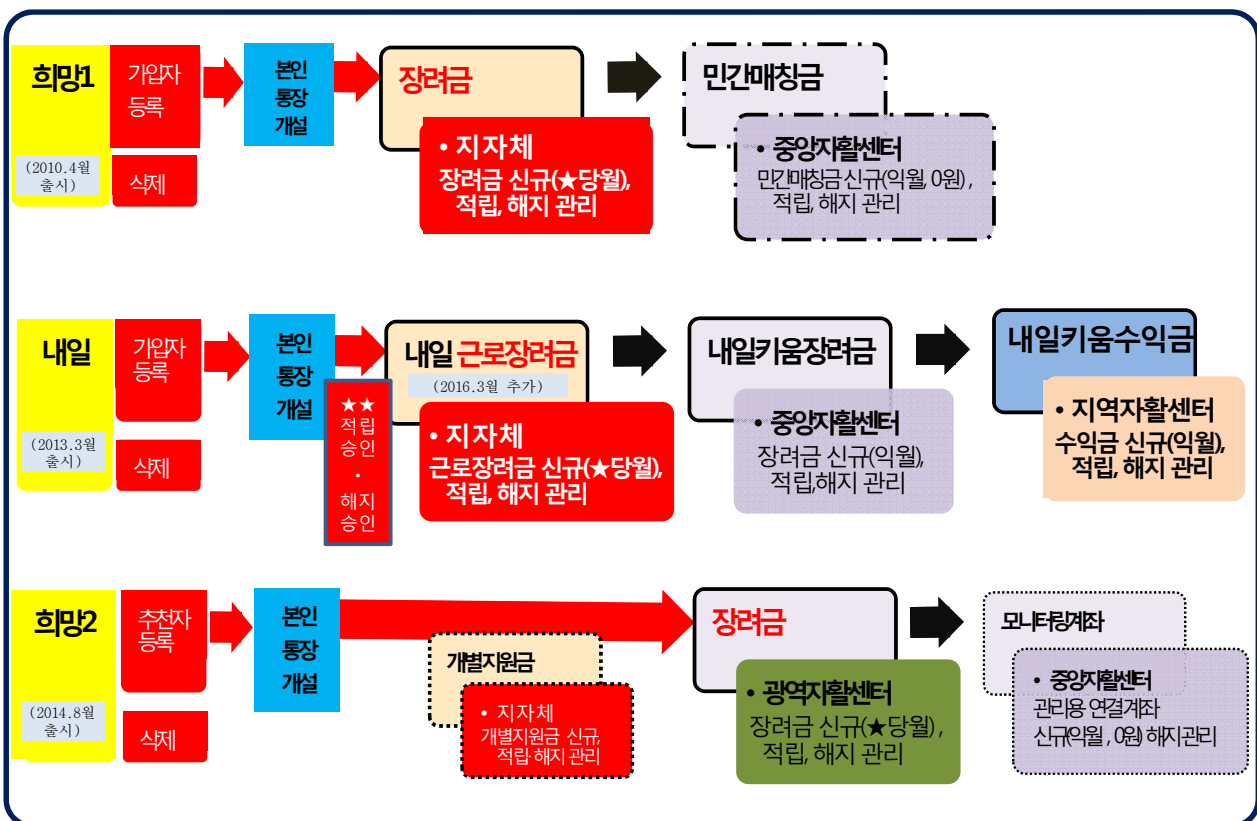 희망1
(2010.4월
출시)
가입자
등록
삭제
본인
통장
개설
장려금
• 지자체
장려금 신규(★당월),
적립, 해지 관리
민간매칭금
• 중앙자활센터
민간매칭금 신규(익월, 0원) ,
적립, 해지 관리
내일
(2013.3월
출시)
가입자
등록
삭제
본인
통장
개설
★★
적립
승인
·
해지
승인
내일 근로장려금
(2016.3월 추가)
• 지자체
근로장려금 신규(★당월),
적립, 해지 관리
내일키움장려금
• 중앙자활센터
장려금 신규(익월),
적립,해지 관리
내일키움수익금
• 지역자활센터
수익금 신규(익월),
적립, 해지 관리
희망2
(2014.8월
출시)
추천자
등록
삭제
본인
통장
개설
개별지원금
• 지자체
개별지원금 신규,
적립·해지 관리
장려금
• 광역자활센터
장려금 신규(★당월) ,
적립, 해지 관리
모니터링계좌
• 중앙자활센터
관리용 연결계좌
신규(익월 , 0원) 해지관리